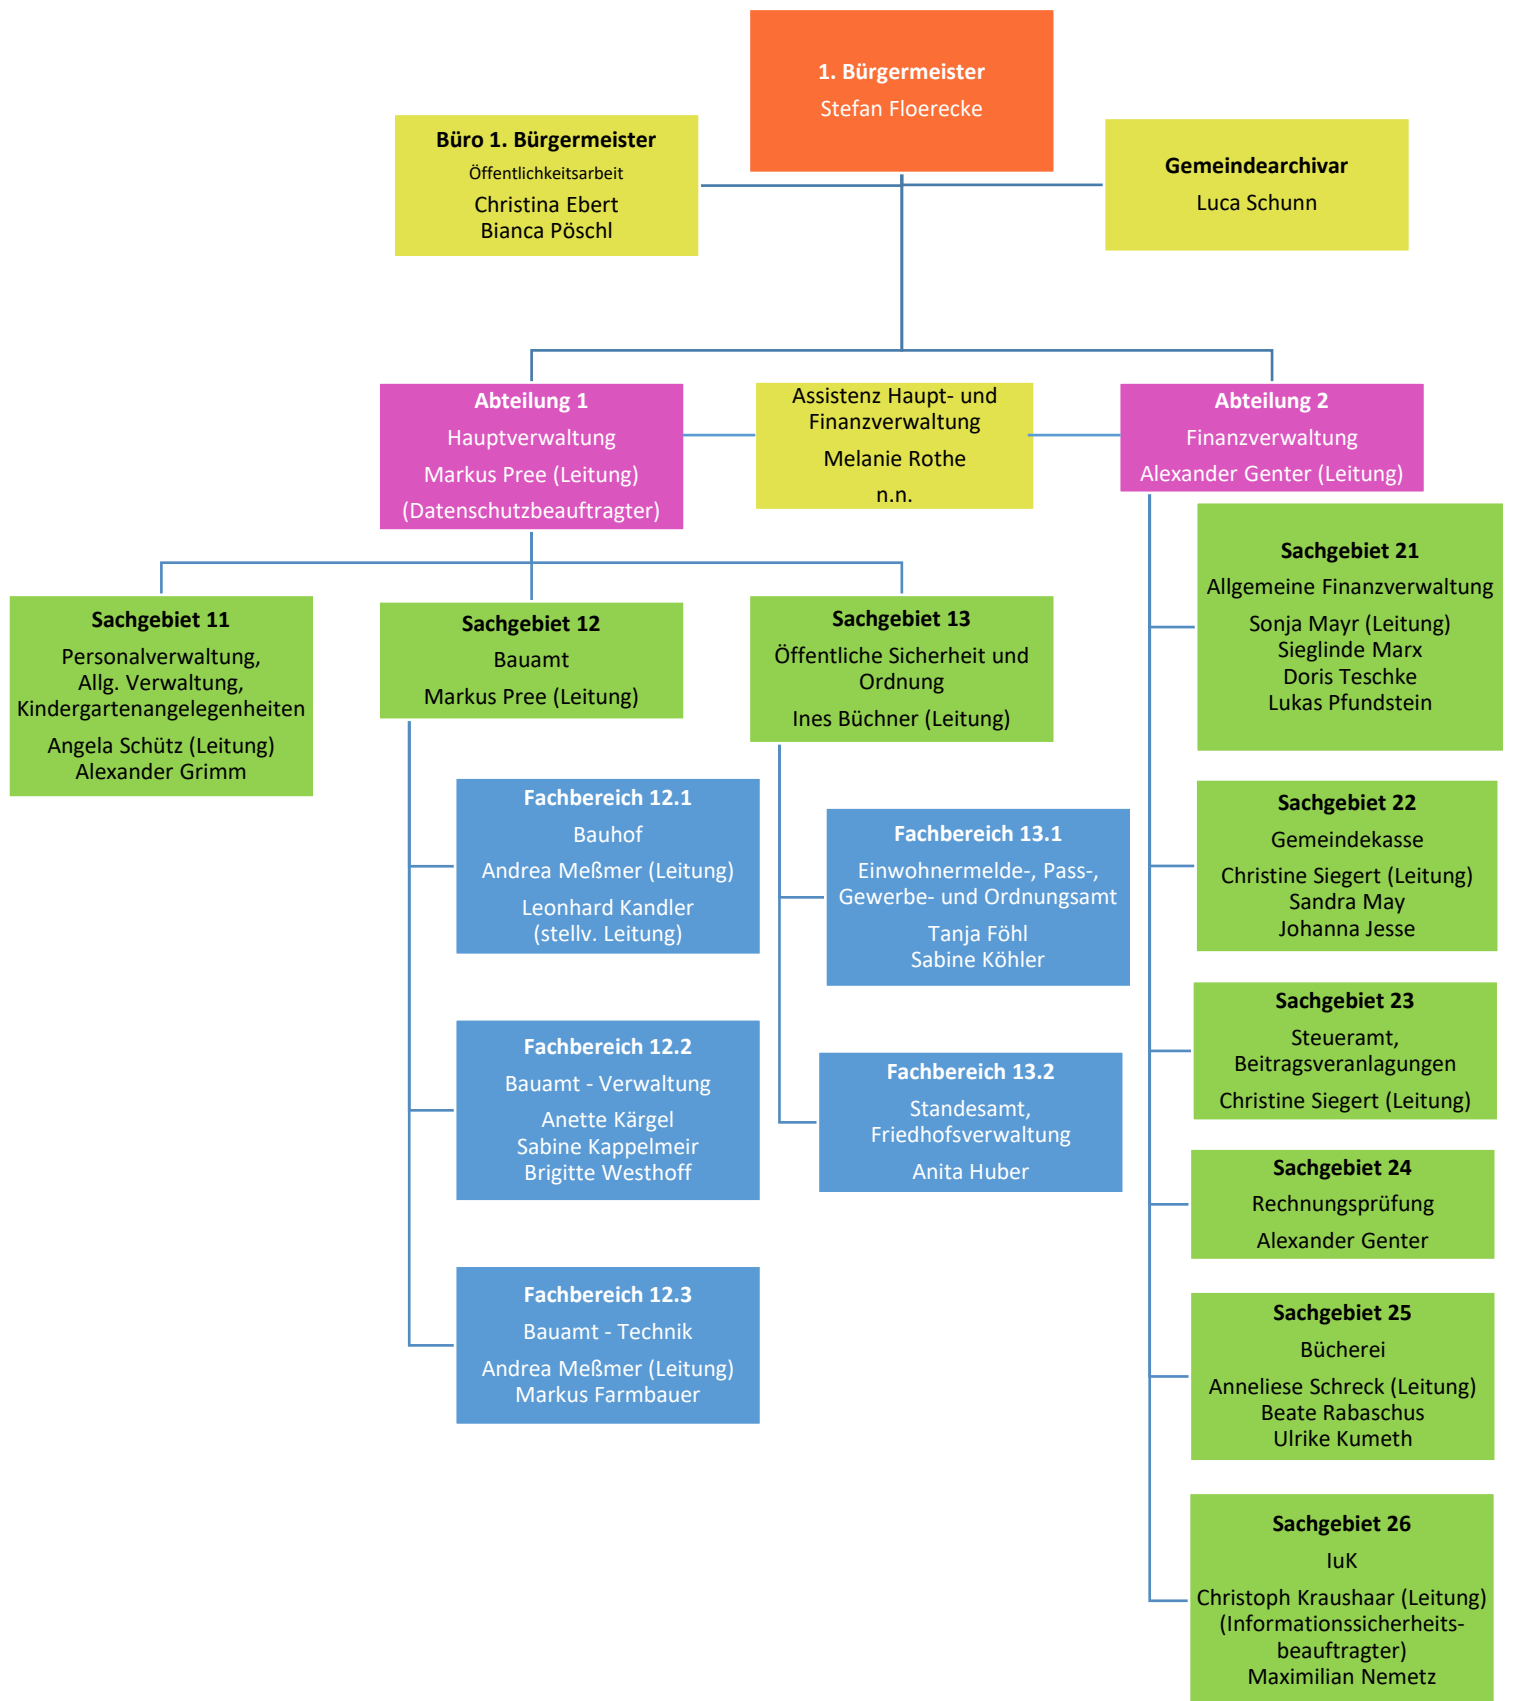 1. Bürgermeister
Stefan Floerecke
Büro 1. Bürgermeister
Öffentlichkeitsarbeit
Christina Ebert
Bianca Pöschl
Gemeindearchivar
Luca Schunn
Abteilung 1
Hauptverwaltung
Markus Pree (Leitung)
(Datenschutzbeauftragter)
Assistenz Haupt- und
Finanzverwaltung
Melanie Rothe
n.n.
Abteilung 2
Finanzverwaltung
Alexander Genter (Leitung)
Sachgebiet 11
Personalverwaltung,
Allg. Verwaltung,
Kindergartenangelegenheiten
Angela Schütz (Leitung)
Alexander Grimm
Sachgebiet 12
Bauamt
Markus Pree (Leitung)
Fachbereich 12.1
Bauhof
Andrea Meßmer (Leitung)
Leonhard Kandler
(stellv. Leitung)
Fachbereich 12.2
Bauamt - Verwaltung
Anette Kärgel
Sabine Kappelmeir
Brigitte Westhoff
Fachbereich 12.3
Bauamt - Technik
Andrea Meßmer (Leitung)
Markus Farmbauer
Sachgebiet 13
Öffentliche Sicherheit und
Ordnung
Ines Büchner (Leitung)
Fachbereich 13.1
Einwohnermelde-, Pass-,
Gewerbe- und Ordnungsamt
Tanja Föhl
Sabine Köhler
Fachbereich 13.2
Standesamt,
Friedhofsverwaltung
Anita Huber
Sachgebiet 21
Allgemeine Finanzverwaltung
Sonja Mayr (Leitung)
Sieglinde Marx
Doris Teschke
Lukas Pfundstein
Sachgebiet 22
Gemeindekasse
Christine Siegert (Leitung)
Sandra May
Johanna Jesse
Sachgebiet 23
Steueramt,
Beitragsveranlagungen
Christine Siegert (Leitung)
Sachgebiet 24
Rechnungsprüfung
Alexander Genter
Sachgebiet 25
Bücherei
Anneliese Schreck (Leitung)
Beate Rabaschus
Ulrike Kumeth
Sachgebiet 26
IuK
Christoph Kraushaar (Leitung)
(Informationssicherheits-
beauftragter)
Maximilian Nemetz